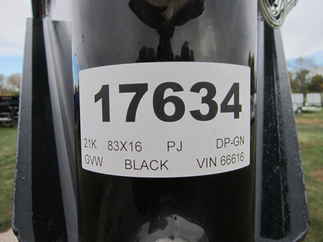 17634
21K 83X16 PJ DP-GN
GVW BLACK VIN 66616